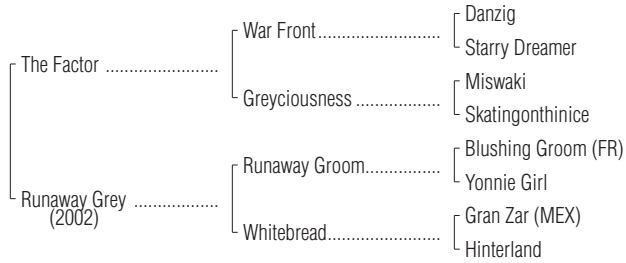 Danzig
War Front
Starry Dreamer
The Factor
Miswaki
Greyciousness
Skatingonthinice
Blushing Groom (FR)
Runaway Groom
Yonnie Girl
Runaway Grey
(2002)
Gran Zar (MEX)
Whitebread
Hinterland